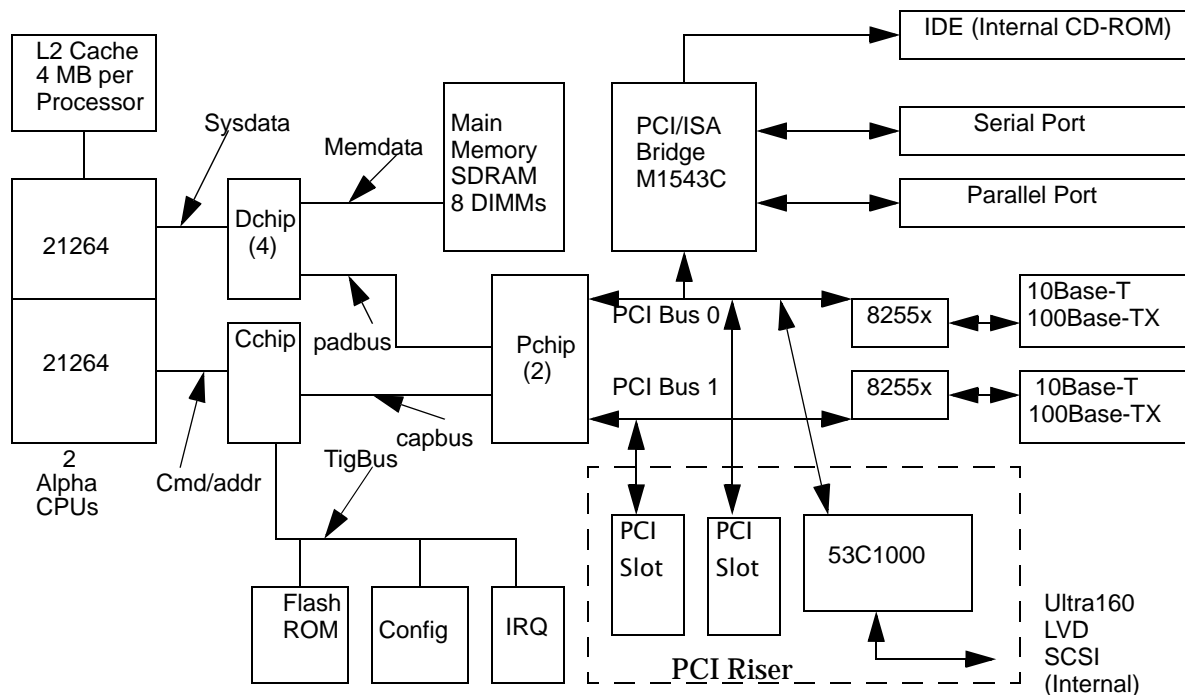 L2 Cache
4 MB per
Processor
Sysdata
Memdata
Main
Memory
SDRAM
8 DIMMs
PCI/ISA
Bridge
M1543C
IDE (Internal CD-ROM)
Serial Port
Parallel Port
21264
Dchip
(4)
21264
Cchip
padbus
Pchip
(2)
PCI Bus 0
8255x
10Base-T
100Base-TX
PCI Bus 1
8255x
10Base-T
100Base-TX
capbus
2
Alpha
CPUs
Cmd/addr
TigBus
PCI
Slot
PCI
Slot
53C1000
Flash
ROM
Config
IRQ
PCI Riser
Ultra160
LVD
SCSI
(Internal)